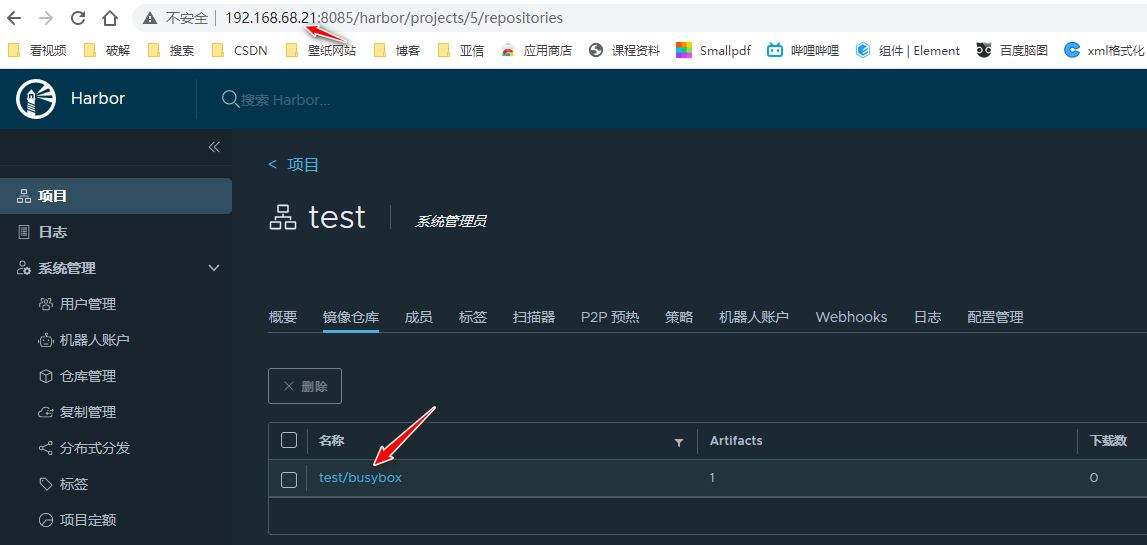 不安全 192.168.68.21:8085/harbor/projects/5/repositories
看视频 破解 搜索 CSDN 壁纸网站 博客 亚信 应用商店 课程资料 Smallpdf 哔哩哔哩 组件 | Element 百度脑图 xml格式化
Harbor 搜索 Harbor...
< 项目
项目
test 系统管理员
日志
系统管理
用户管理
概要 镜像仓库 成员 标签 扫描器 P2P 预热 策略 机器人账户 Webhooks 日志 配置管理
机器人账户
仓库管理
删除
复制管理
名称 Artifacts 下载数
分布式分发
test/busybox 1 0
标签
项目定额